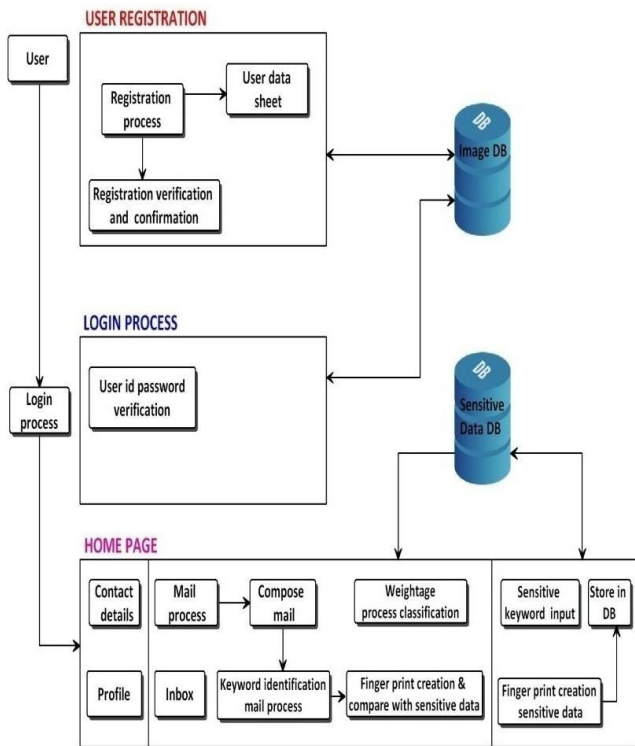 USER REGISTRATION
User
Registration
process
User data
sheet
Registration verification
and confirmation
DB
Image DB
LOGIN PROCESS
User id password
verification
Login
process
DB
Sensitive
Data DB
HOME PAGE
Contact
details
Mail
process
Compose
mail
Weightage
process classification
Sensitive
keyword input
Store in
DB
Profile
Inbox
Keyword identification
mail process
Finger print creation &
compare with sensitive data
Finger print creation
sensitive data